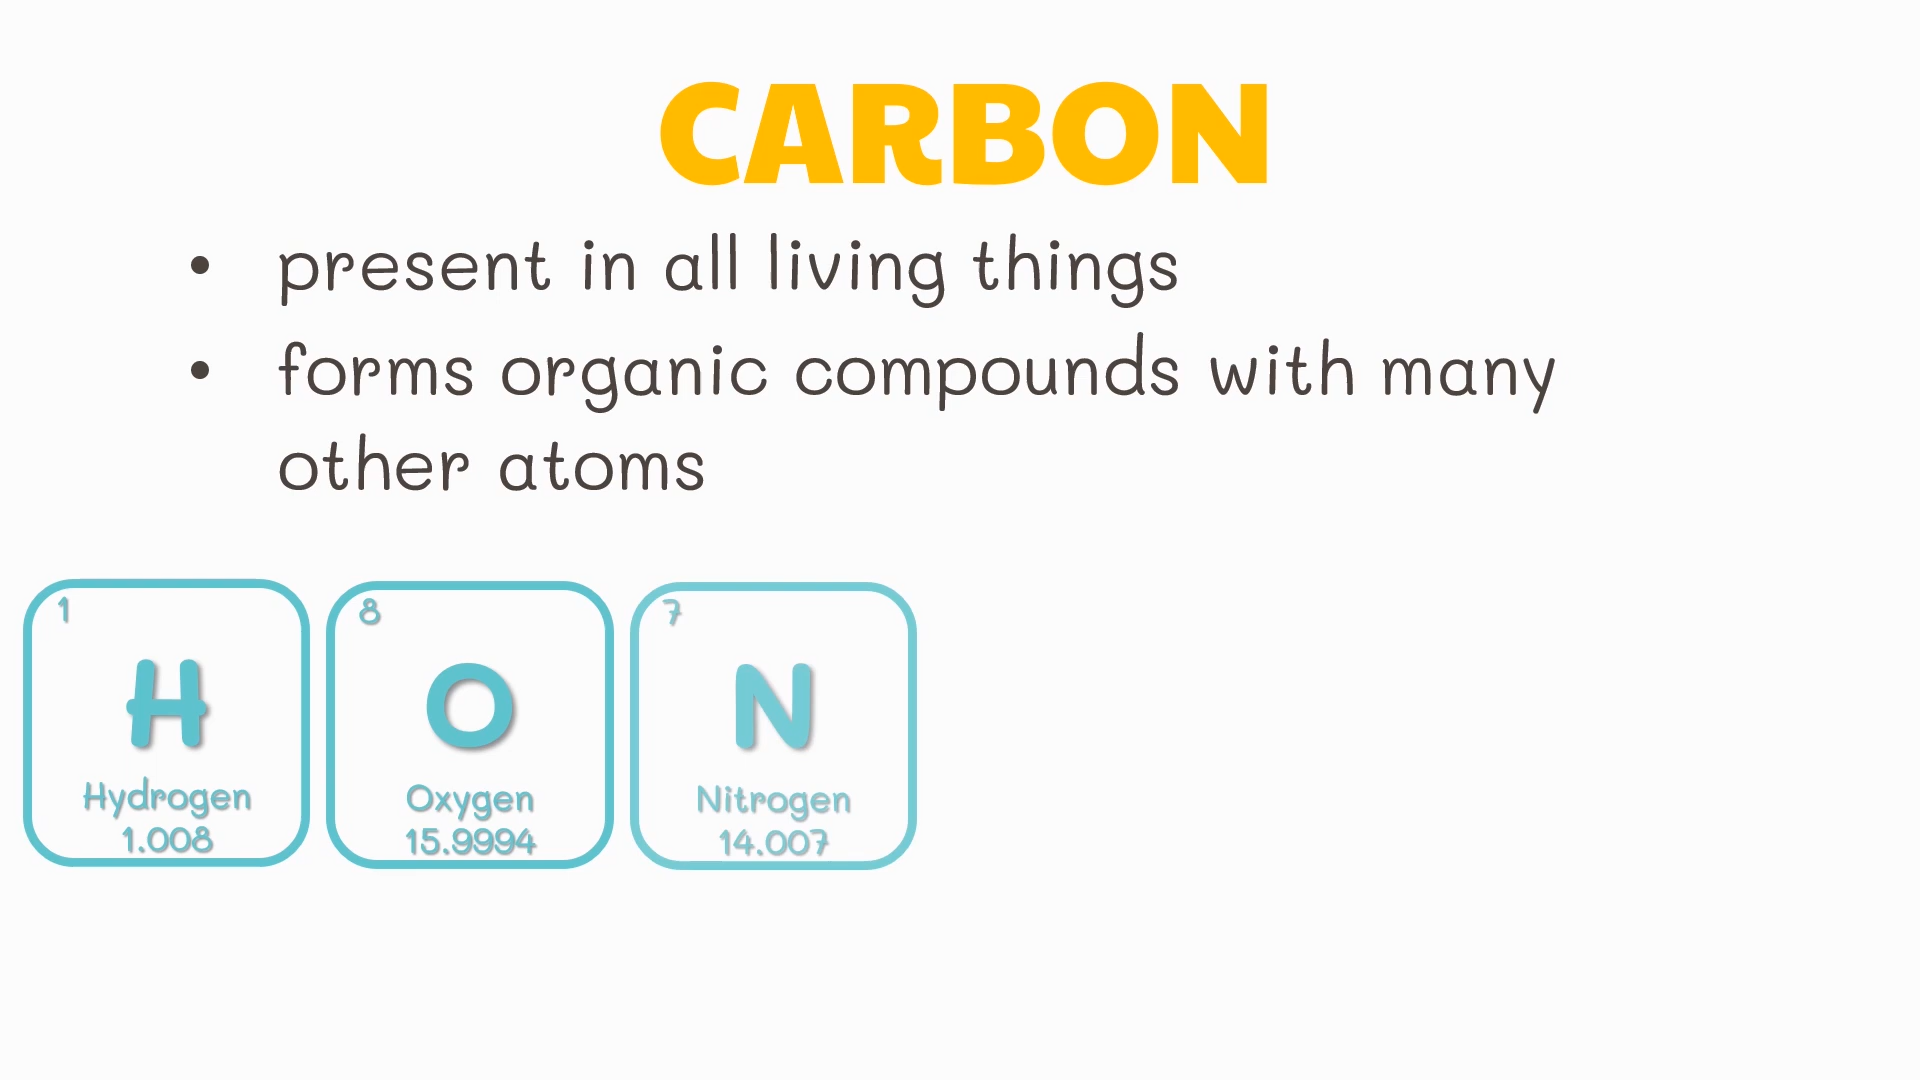 CARBON
• present in all living things
• forms organic compounds with many
other atoms
1
H
Hydrogen
1.008
8
O
Oxygen
15.9994
7
N
Nitrogen
14.007